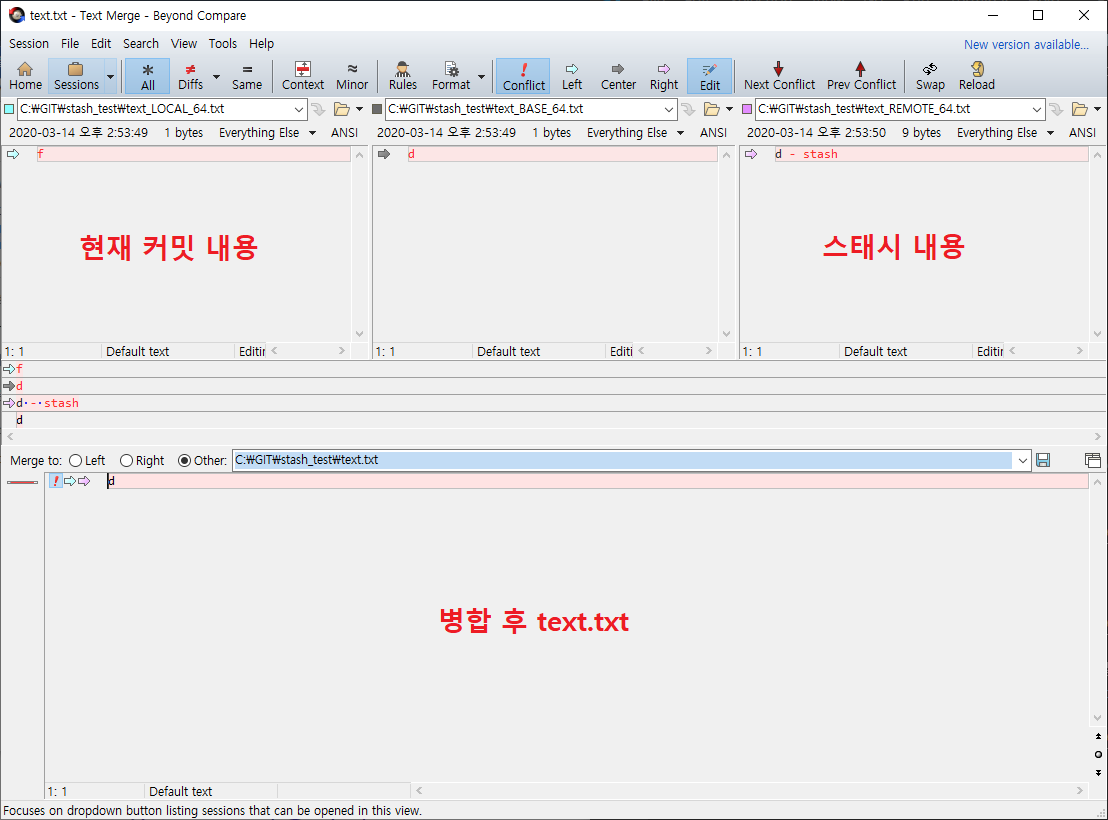 text.txt - Text Merge - Beyond Compare
Session File Edit Search View Tools Help New version available...
Home Sessions All Diffs Same Context Minor Rules Format Conflict Left Center Right Edit Next Conflict Prev Conflict Swap Reload
C:₩GIT₩stash_test₩text_LOCAL_64.txt C:₩GIT₩stash_test₩text_BASE_64.txt C:₩GIT₩stash_test₩text_REMOTE_64.txt
2020-03-14 오후 2:53:49 1 bytes Everything Else ANSI 2020-03-14 오후 2:53:49 1 bytes Everything Else ANSI 2020-03-14 오후 2:53:50 9 bytes Everything Else ANSI
f d d - stash
현재 커밋 내용 스태시 내용
1: 1 Default text Editin 1: 1 Default text Editi 1: 1 Default text Editin
f
d
d·-·stash
d
Merge to: Left Right Other: C:₩GIT₩stash_test₩text.txt
d
병합 후 text.txt
1: 1 Default text
Focuses on dropdown button listing sessions that can be opened in this view.